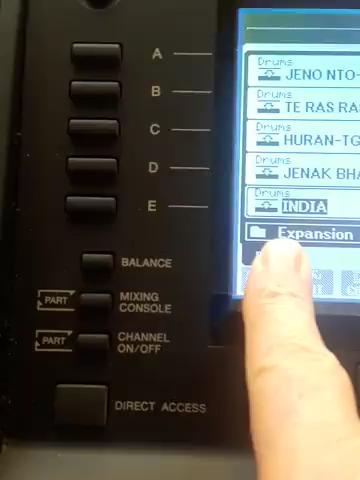 A
B
C
D
E
BALANCE
PART
MIXING
CONSOLE
PART
CHANNEL
ON/OFF
DIRECT ACCESS
Drums
JENO NTO-
Drums
TE RAS RA
Drums
HURAN-TG
Drums
JENAK BHA
Drums
INDIA
Expansion